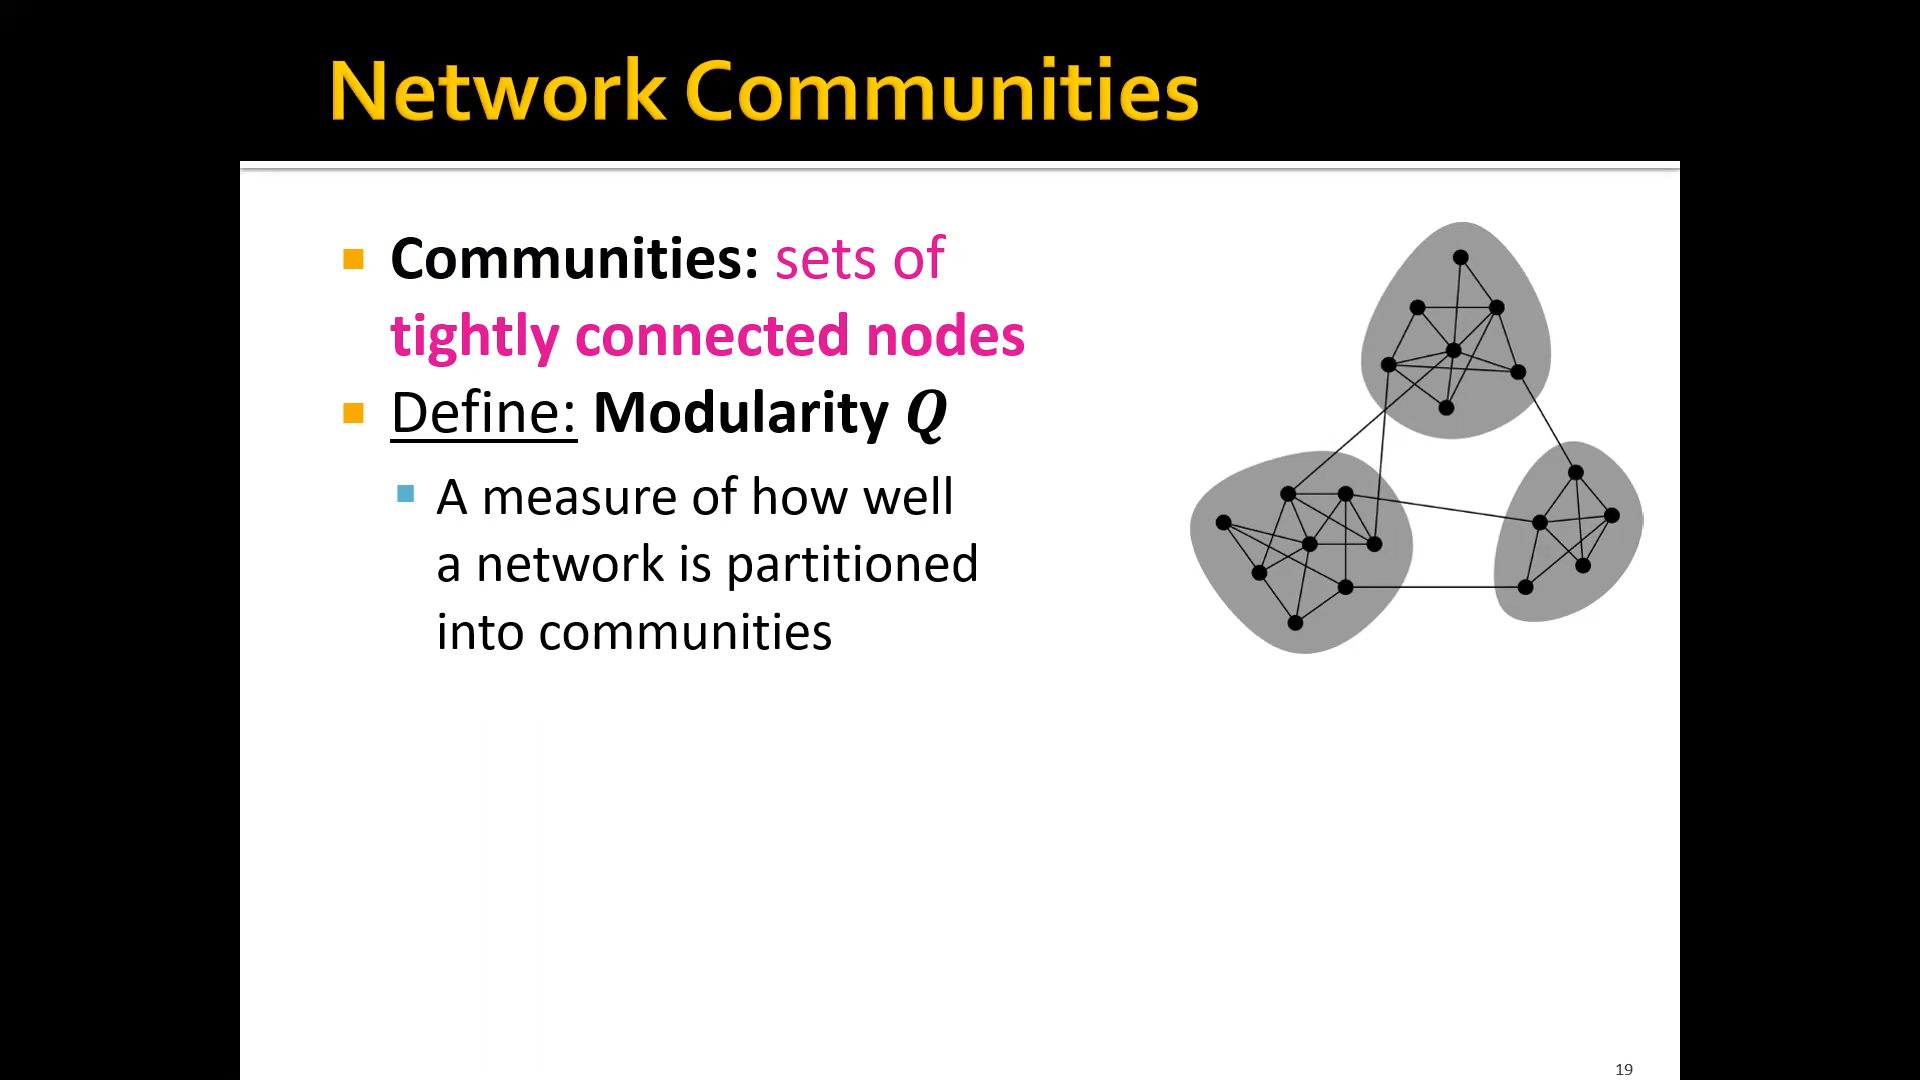 Network Communities
Communities: sets of
tightly connected nodes
Define: Modularity Q
A measure of how well
a network is partitioned
into communities
19